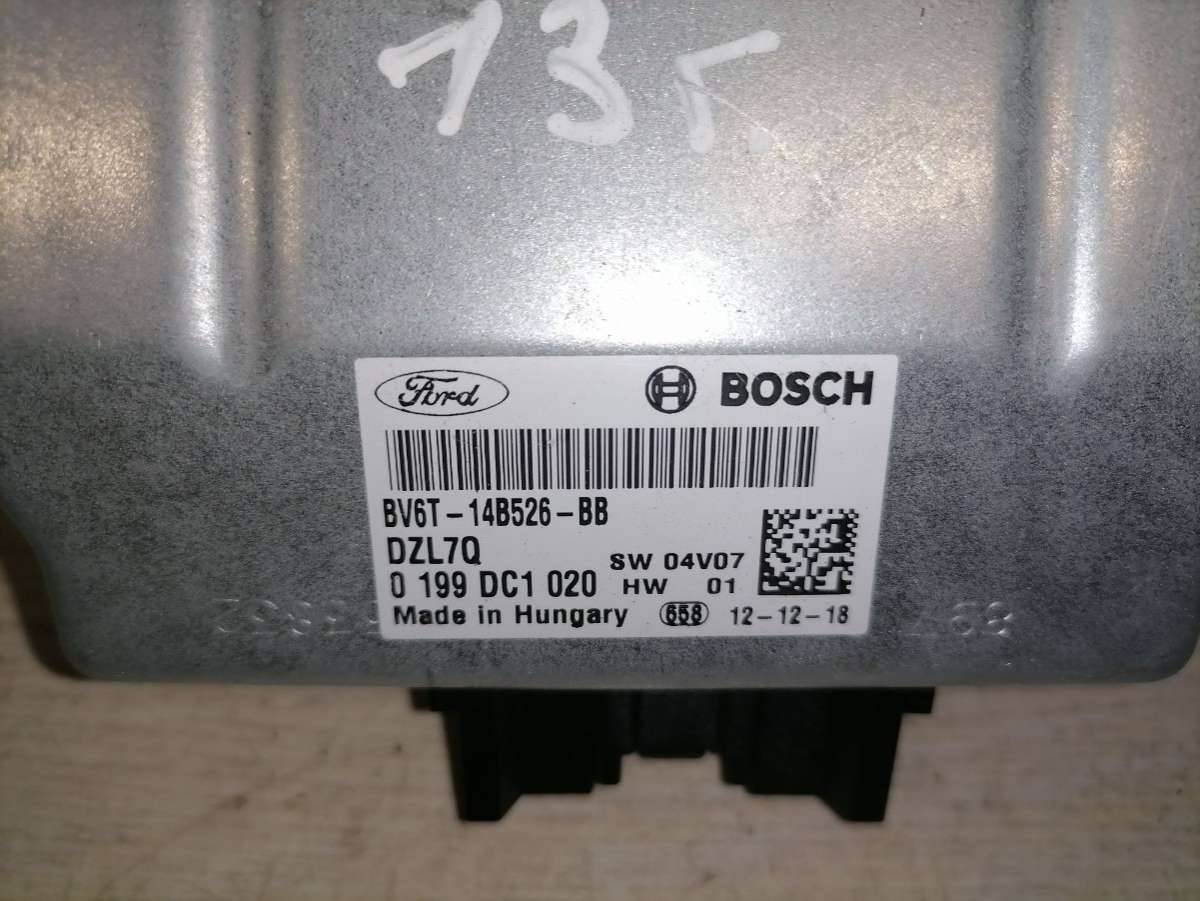 13г.
Ford BOSCH
BV6T-14B526-BB
DZL7Q
SW 04V07
0 199 DC1 020 HW 01
Made in Hungary 658 12-12-18